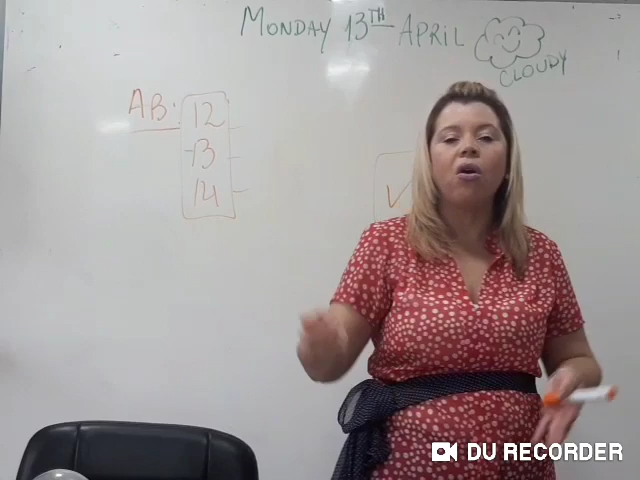 MONDAY 13TH APRIL
CLOUDY
AB. 12
13
14
DU RECORDER